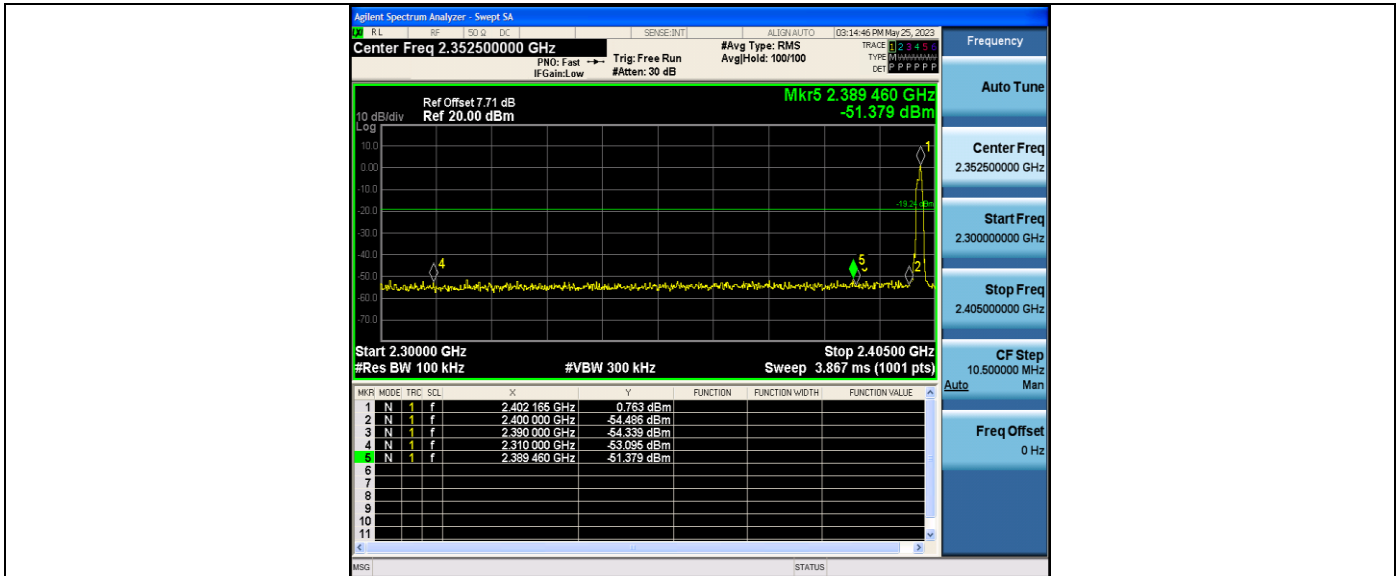 Agilent Spectrum Analyzer - Swept SA
RL RF 50 Ω DC SENSE:INT ALIGN AUTO 03:14:46 PM May 25, 2023
Center Freq 2.352500000 GHz
#Avg Type: RMS
TRACE 1 2 3 4 5 6
PNO: Fast Trig: Free Run Avg|Hold: 100/100
TYPE M WWWWW
IFGain:Low #Atten: 30 dB
DET P P P P P P
Mkr5 2.389 460 GHz
-51.379 dBm
Ref Offset 7.71 dB
10 dB/div Ref 20.00 dBm
Log
10.0
0.00
-10.0
-20.0
-30.0
-40.0
-50.0
-60.0
-70.0
-19.24 dBm
1
2
4
5
Start 2.30000 GHz Stop 2.40500 GHz
#Res BW 100 kHz #VBW 300 kHz Sweep 3.867 ms (1001 pts)
MKR MODE TRC SCL X Y FUNCTION FUNCTION WIDTH FUNCTION VALUE
1 N 1 f 2.402 165 GHz 0.763 dBm
2 N 1 f 2.400 000 GHz -54.486 dBm
3 N 1 f 2.390 000 GHz -54.339 dBm
4 N 1 f 2.310 000 GHz -53.095 dBm
5 N 1 f 2.389 460 GHz -51.379 dBm
6
7
8
9
10
11
MSG STATUS
Frequency
Auto Tune
Center Freq
2.352500000 GHz
Start Freq
2.300000000 GHz
Stop Freq
2.405000000 GHz
CF Step
10.500000 MHz
Auto Man
Freq Offset
0 Hz